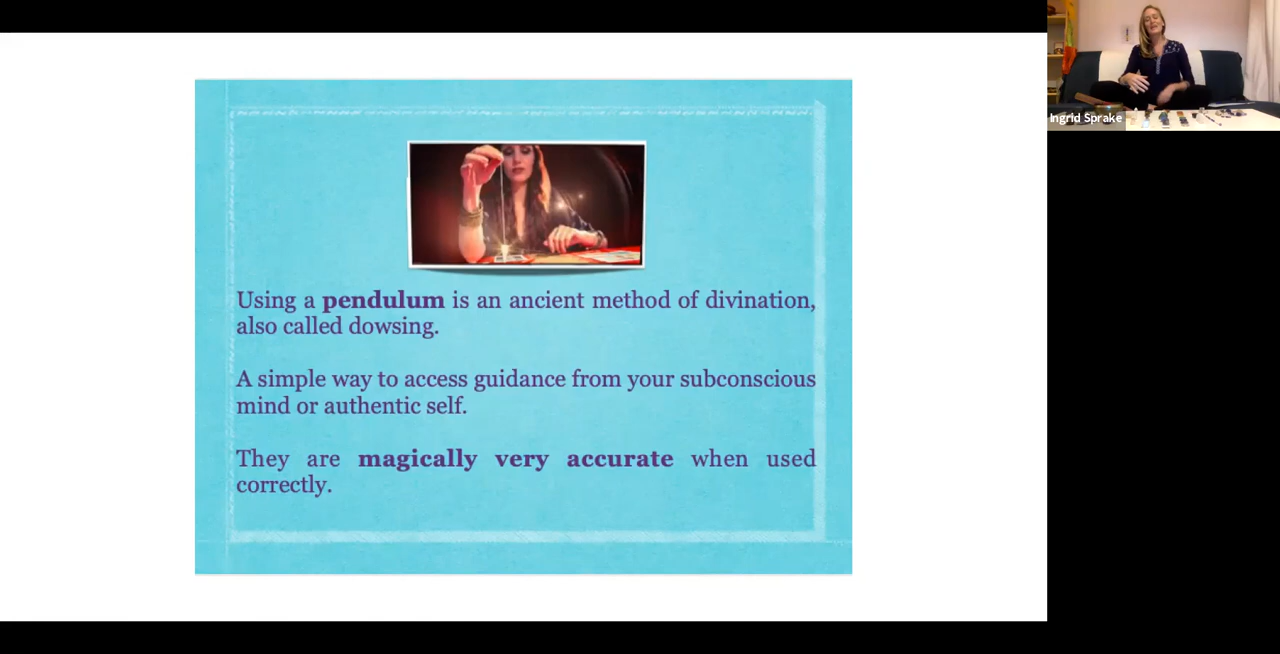 Ingrid Sprake
Using a pendulum is an ancient method of divination,
also called dowsing.
A simple way to access guidance from your subconscious
mind or authentic self.
They are magically very accurate when used
correctly.